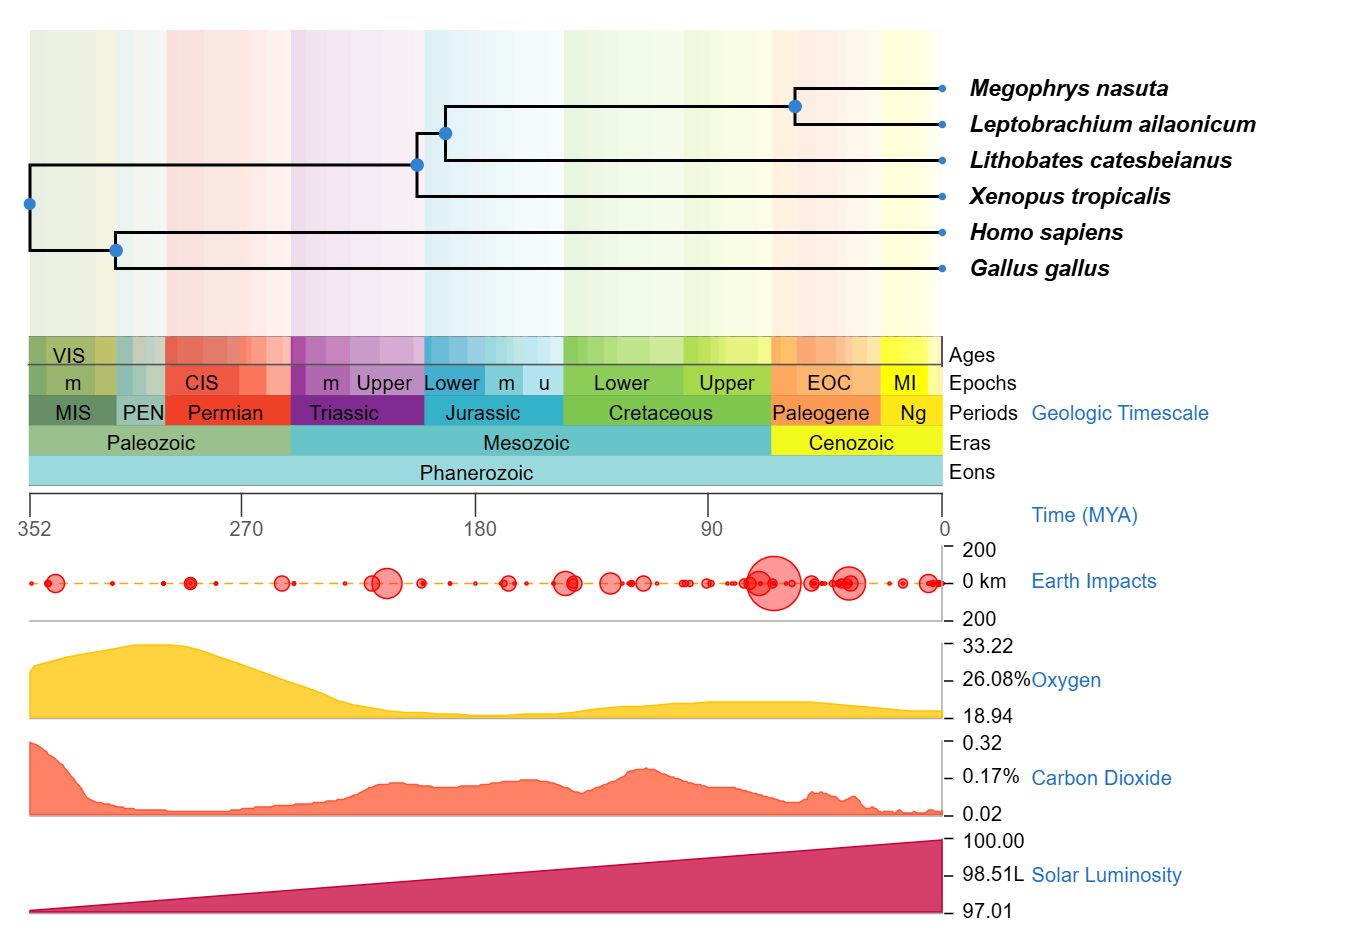 Megophrys nasuta
Leptobrachium ailaonicum
Lithobates catesbeianus
Xenopus tropicalis
Homo sapiens
Gallus gallus
VIS Ages
m CIS m Upper Lower m u Lower Upper EOC MI Epochs
MIS PEN Permian Triassic Jurassic Cretaceous Paleogene Ng Periods Geologic Timescale
Paleozoic Mesozoic Cenozoic Eras
Phanerozoic Eons
352 270 180 90 0 Time (MYA)
200
0 km Earth Impacts
200
33.22
26.08% Oxygen
18.94
0.32
0.17% Carbon Dioxide
0.02
100.00
98.51L Solar Luminosity
97.01